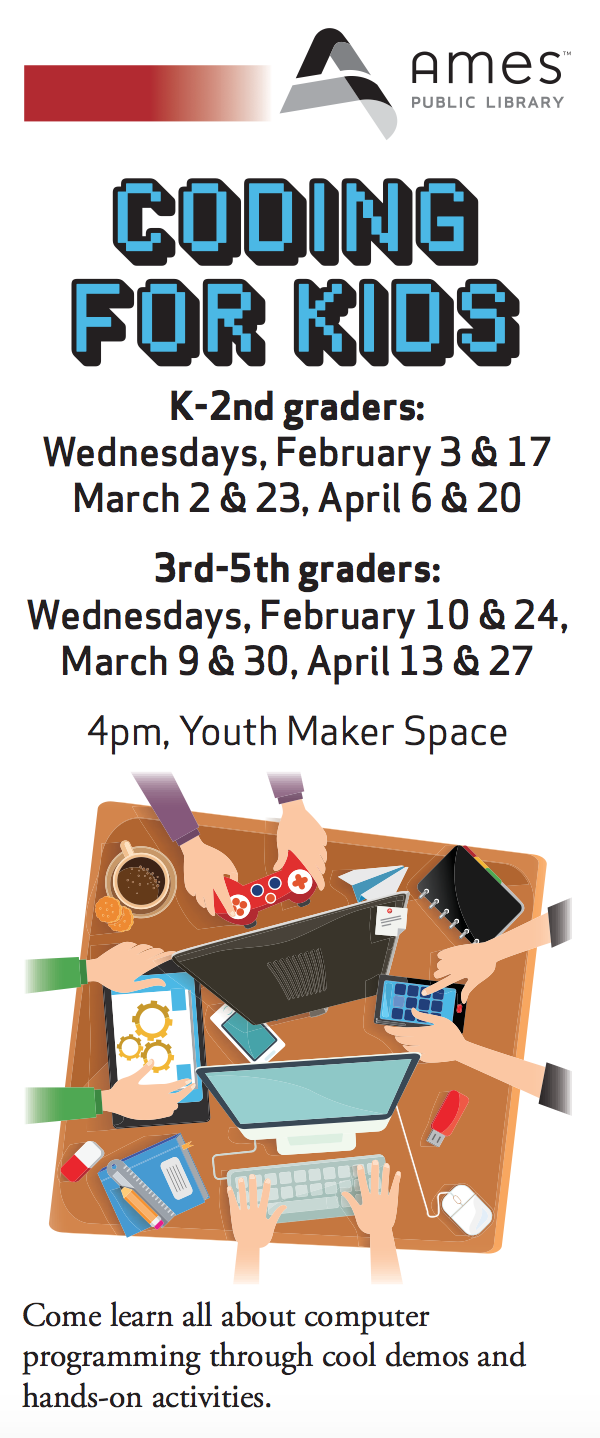 Ames™
PUBLIC LIBRARY
CODING
FOR KIDS
K-2nd graders:
Wednesdays, February 3 & 17
March 2 & 23, April 6 & 20
3rd-5th graders:
Wednesdays, February 10 & 24,
March 9 & 30, April 13 & 27
4pm, Youth Maker Space
Come learn all about computer
programming through cool demos and
hands-on activities.